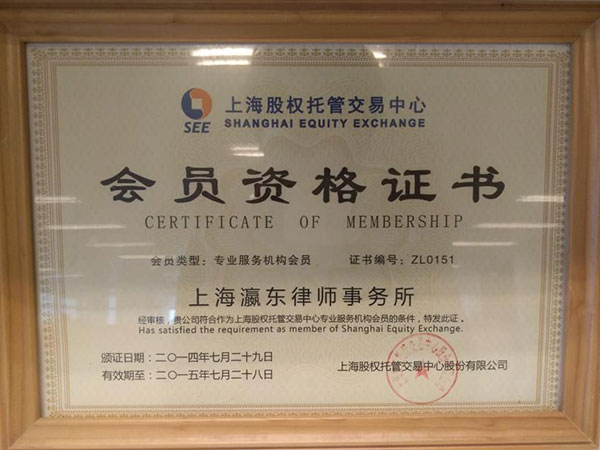 SEE
上海股权托管交易中心
SHANGHAI EQUITY EXCHANGE
会员资格证书
CERTIFICATE OF MEMBERSHIP
会员类型：专业服务机构会员 证书编号：ZL0151
上海瀛东律师事务所
经审核，贵公司符合作为上海股权托管交易中心专业服务机构会员的条件，特发此证。
Has satisfied the requirement as member of Shanghai Equity Exchange.
颁证日期：二〇一四年七月二十九日
有效期至：二〇一五年七月二十八日
上海股权托管交易中心股份有限公司